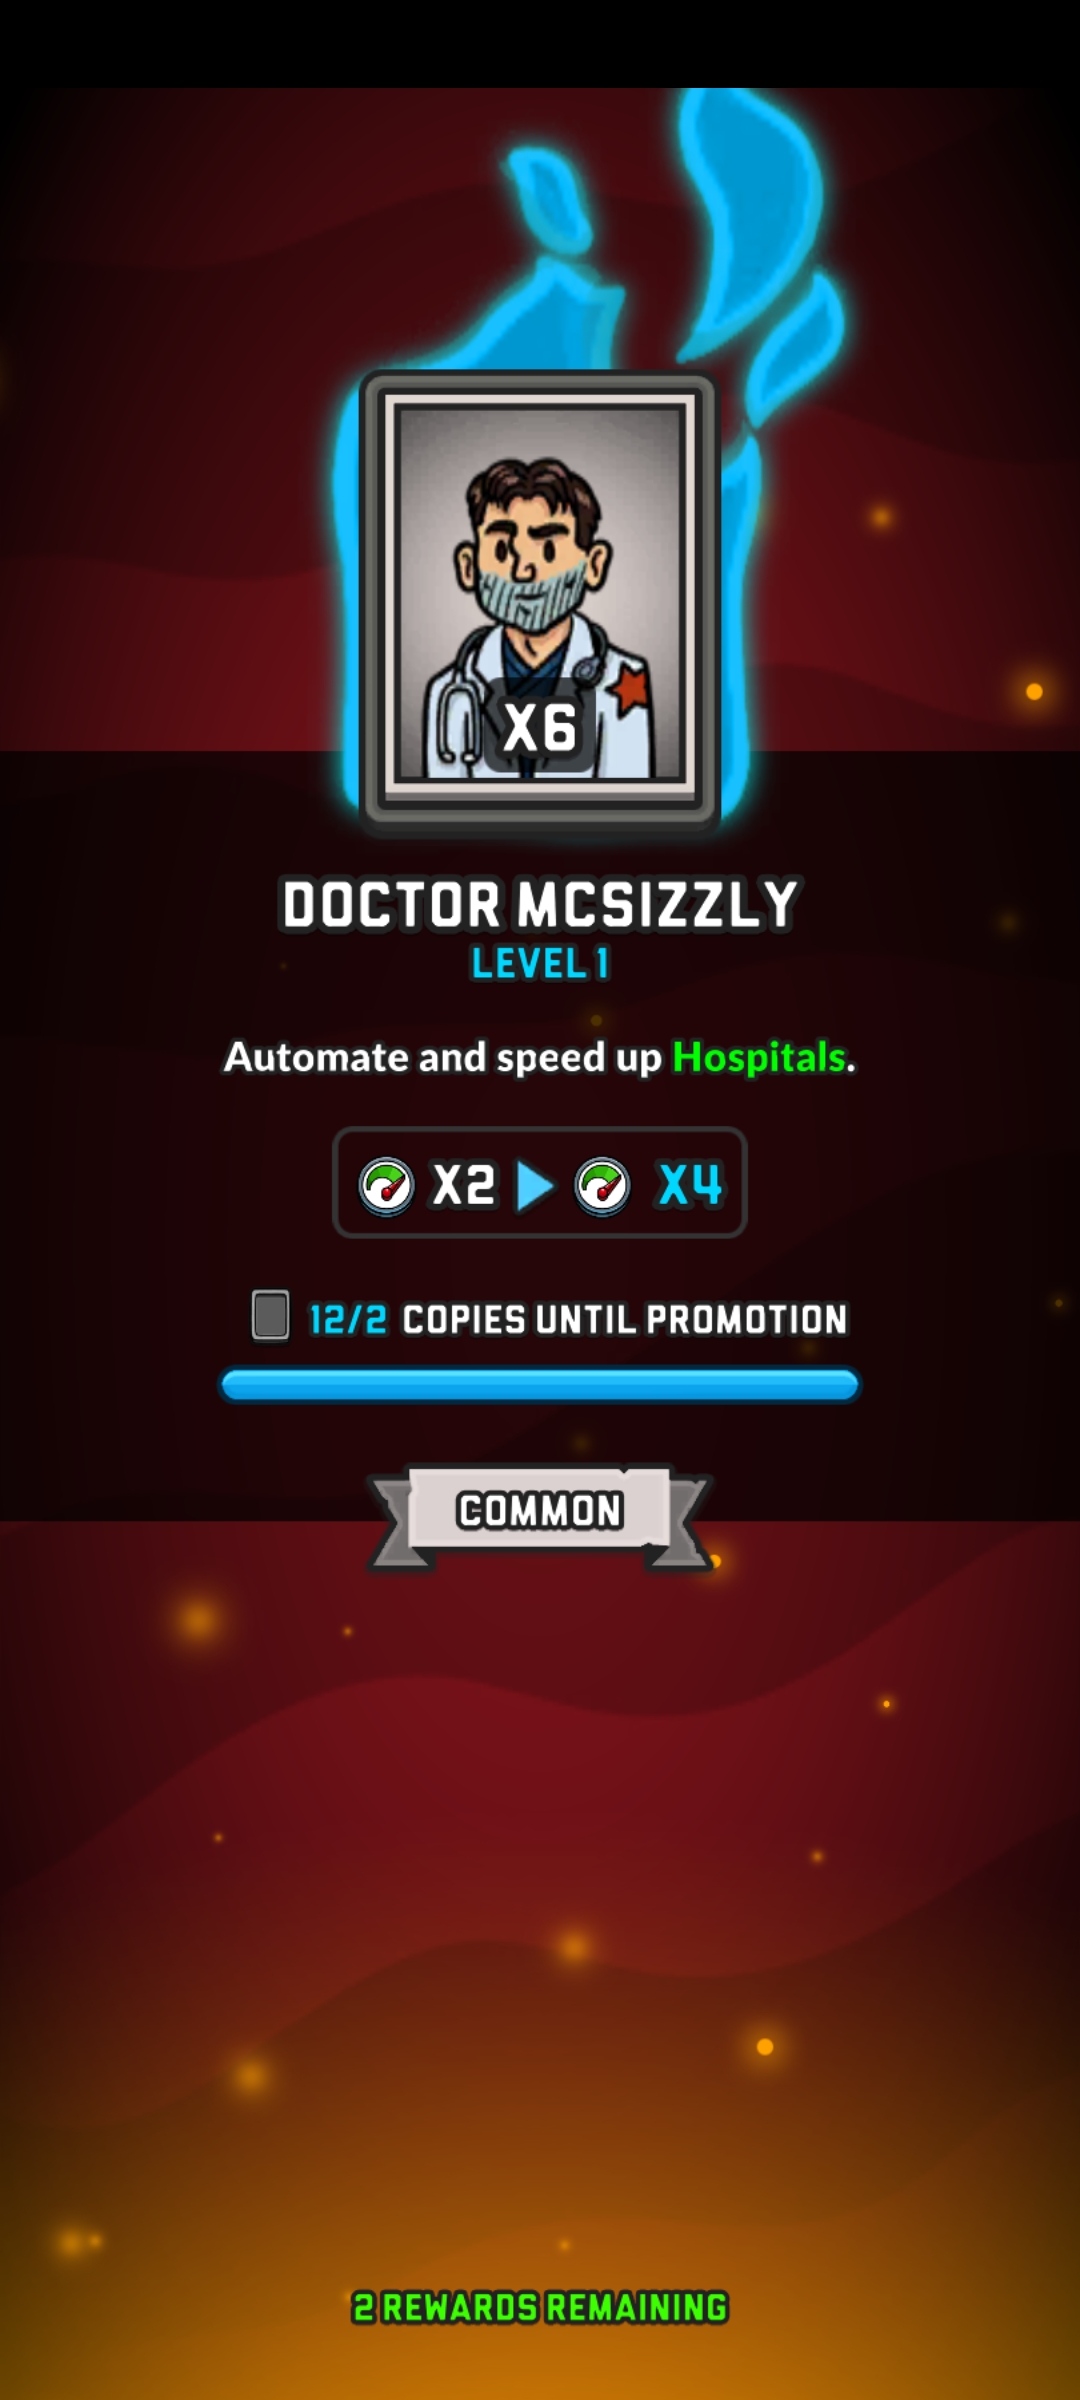 X6
DOCTOR MCSIZZLY
LEVEL 1
Automate and speed up Hospitals.
X2 X4
12/2 COPIES UNTIL PROMOTION
COMMON
2 REWARDS REMAINING